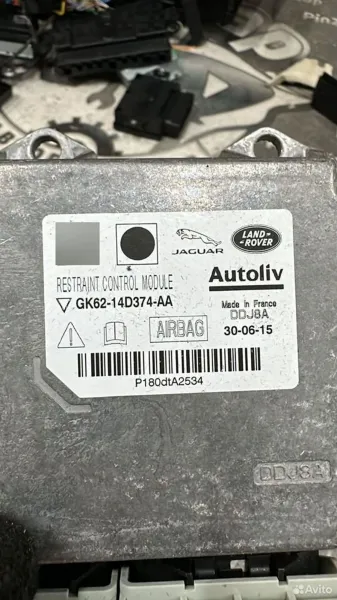 JAGUAR
LAND-
ROVER
RESTRAINT CONTROL MODULE
GK62-14D374-AA
Autoliv
Made in France
DDJ8A
AIRBAG
30-06-15
P180dtA2534
DDJ8A
Avito